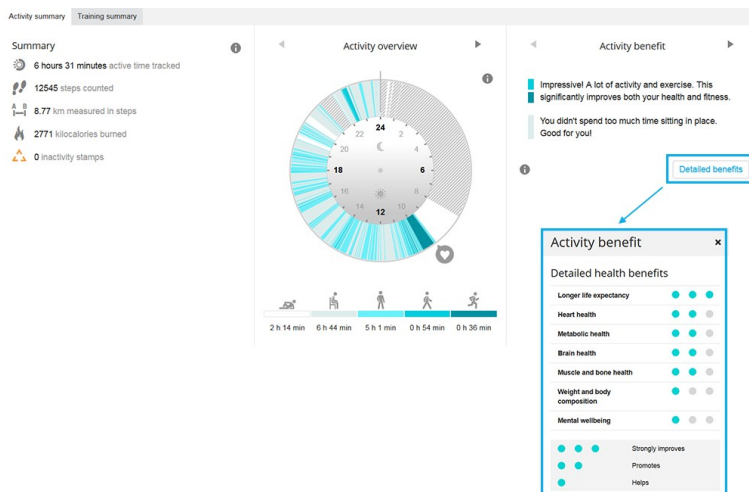 Activity summary
Training summary
Summary
6 hours 31 minutes active time tracked
12545 steps counted
A B
8.77 km measured in steps
2771 kilocalories burned
0 inactivity stamps
Activity overview
24
2
4
6
8
10
12
14
16
18
20
22
2 h 14 min
6 h 44 min
5 h 1 min
0 h 54 min
0 h 36 min
Activity benefit
Impressive! A lot of activity and exercise. This
significantly improves both your health and fitness.
You didn't spend too much time sitting in place.
Good for you!
Detailed benefits
Activity benefit
×
Detailed health benefits
Longer life expectancy
Heart health
Metabolic health
Brain health
Muscle and bone health
Weight and body
composition
Mental wellbeing
Strongly improves
Promotes
Helps